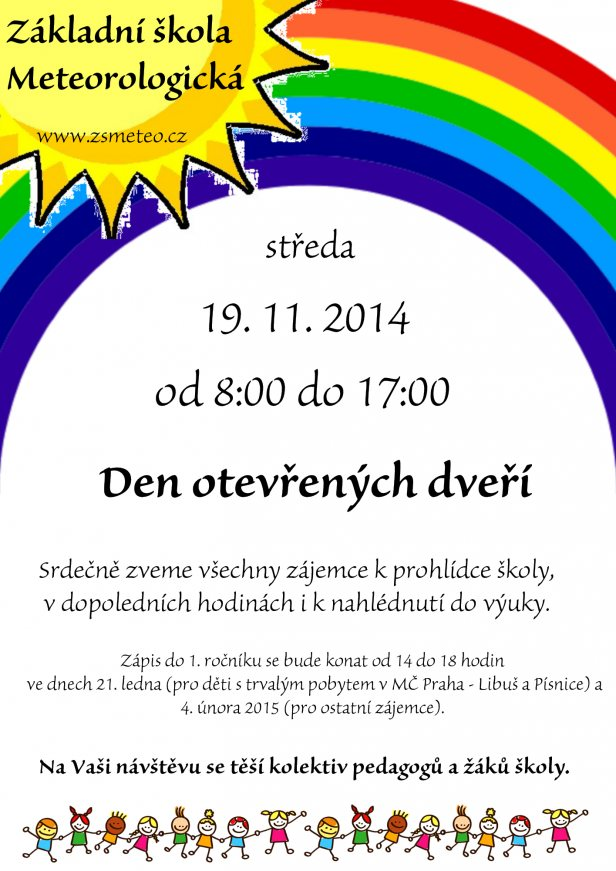 Základní škola
Meteorologická
www.zsmeteo.cz
středa
19. 11. 2014
od 8:00 do 17:00
Den otevřených dveří
Srdečně zveme všechny zájemce k prohlídce školy,
v dopoledních hodinách i k nahlédnutí do výuky.
Zápis do 1. ročníku se bude konat od 14 do 18 hodin
ve dnech 21. ledna (pro děti s trvalým pobytem v MČ Praha - Libuš a Písnice) a
4. února 2015 (pro ostatní zájemce).
Na Vaši návštěvu se těší kolektiv pedagogů a žáků školy.